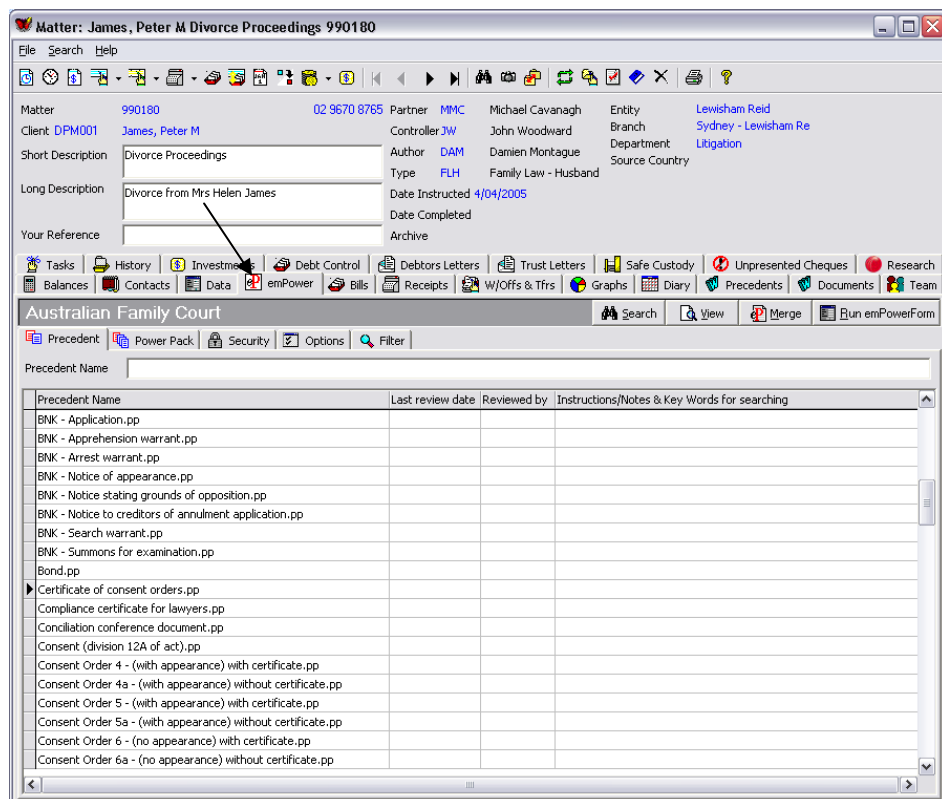 Matter: James, Peter M Divorce Proceedings 990180
File Search Help
Matter 990180 02 9670 8765 Partner MMC Michael Cavanagh Entity Lewisham Reid
Client DPM001 James, Peter M Controller JW John Woodward Branch Sydney - Lewisham Re
Short Description Divorce Proceedings Author DAM Damien Montague Department Litigation
Type FLH Family Law - Husband Source Country
Long Description Divorce from Mrs Helen James Date Instructed 4/04/2005
Date Completed
Your Reference Archive
Tasks History Investments Debt Control Debtors Letters Trust Letters Safe Custody Unpresented Cheques Research
Balances Contacts Data emPower Bills Receipts W/Offs & Tfrs Graphs Diary Precedents Documents Team
Australian Family Court Search View Merge Run emPowerForm
Precedent Power Pack Security Options Filter
Precedent Name
Precedent Name Last review date Reviewed by Instructions/Notes & Key Words for searching
BNK - Application.pp
BNK - Apprehension warrant.pp
BNK - Arrest warrant.pp
BNK - Notice of appearance.pp
BNK - Notice stating grounds of opposition.pp
BNK - Notice to creditors of annulment application.pp
BNK - Search warrant.pp
BNK - Summons for examination.pp
Bond.pp
Certificate of consent orders.pp
Compliance certificate for lawyers.pp
Conciliation conference document.pp
Consent (division 12A of act).pp
Consent Order 4 - (with appearance) with certificate.pp
Consent Order 4a - (with appearance) without certificate.pp
Consent Order 5 - (with appearance) with certificate.pp
Consent Order 5a - (with appearance) without certificate.pp
Consent Order 6 - (no appearance) with certificate.pp
Consent Order 6a - (no appearance) without certificate.pp